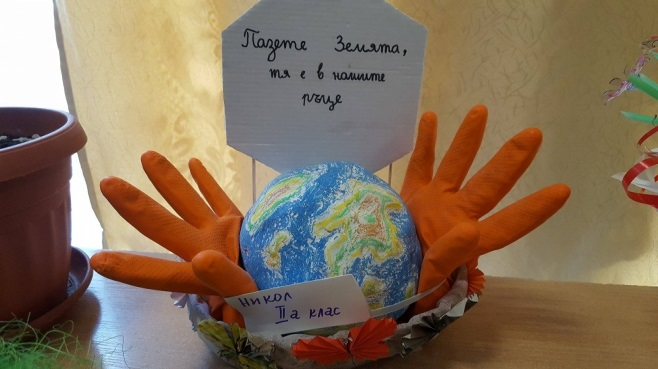 Пазете Земята,
тя е в нашите
ръце
Никол
IIа клас